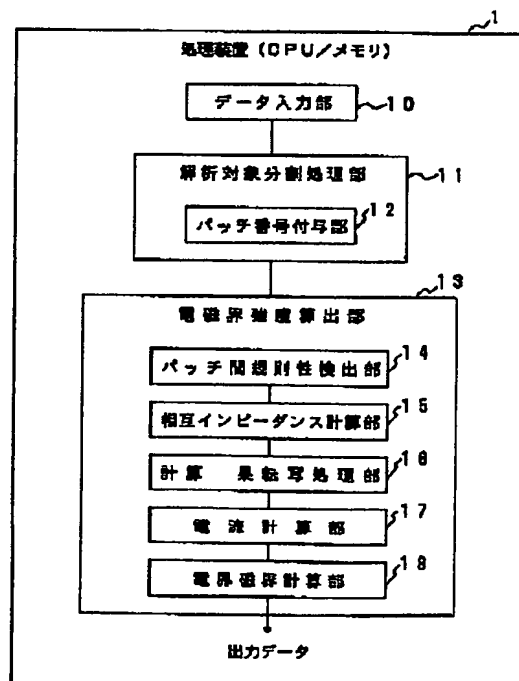 1
処理装置(CPU/メモリ)
データ入力部
10
解析対象分割処理部
11
パッチ番号付与部
12
13
電磁界強度算出部
パッチ間規則性検出部
14
相互インピーダンス計算部
15
計算 果転写処理部
16
電流計算部
17
電界磁界計算部
18
出力データ